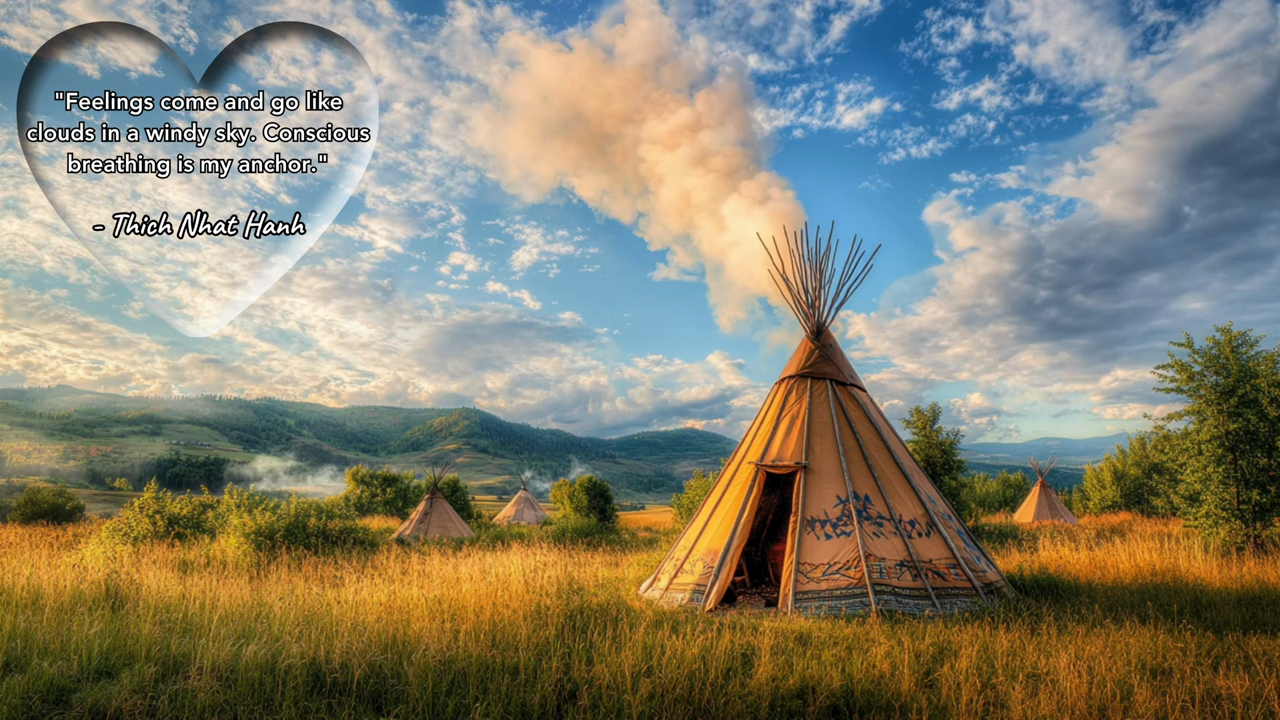 "Feelings come and go like
clouds in a windy sky. Conscious
breathing is my anchor."
- Thich Nhat Hanh